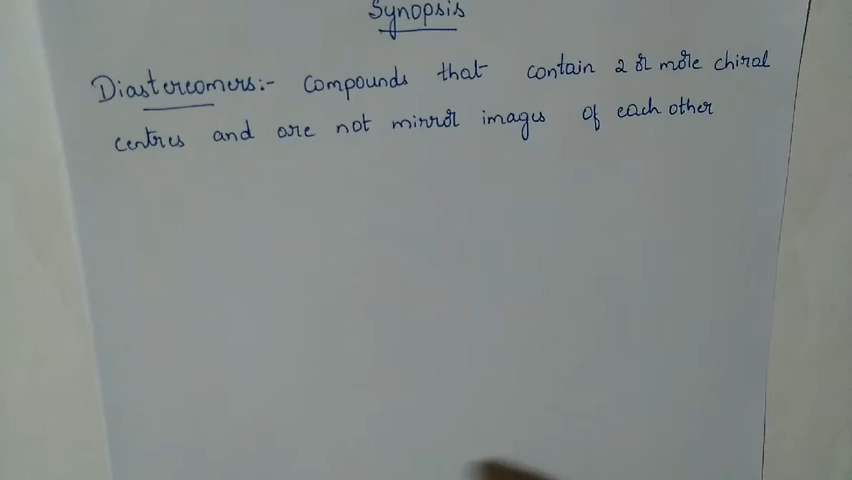 Synopsis
Diastereomers:- Compounds that contain 2 or more chiral
centres and are not mirror images of each other